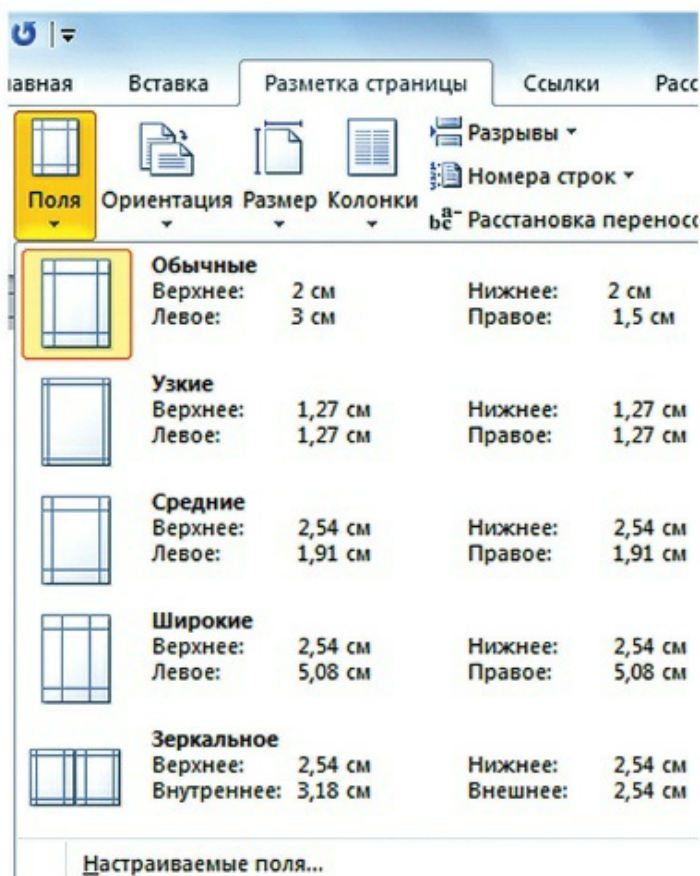 Вставка Разметка страницы Ссылки
Разрывы
Номера строк
Поля Ориентация Размер Колонки
Расстановка
Обычные
Верхнее: 2 см Нижнее: 2 см
Левое: 3 см Правое: 1,5 см
Узкие
Верхнее: 1,27 см Нижнее: 1,27 см
Левое: 1,27 см Правое: 1,27 см
Средние
Верхнее: 2,54 см Нижнее: 2,54 см
Левое: 1,91 см Правое: 1,91 см
Широкие
Верхнее: 2,54 см Нижнее: 2,54 см
Левое: 5,08 см Правое: 5,08 см
Зеркальное
Верхнее: 2,54 см Нижнее: 2,54 см
Внутреннее: 3,18 см Внешнее: 2,54 см
Настраиваемые поля...